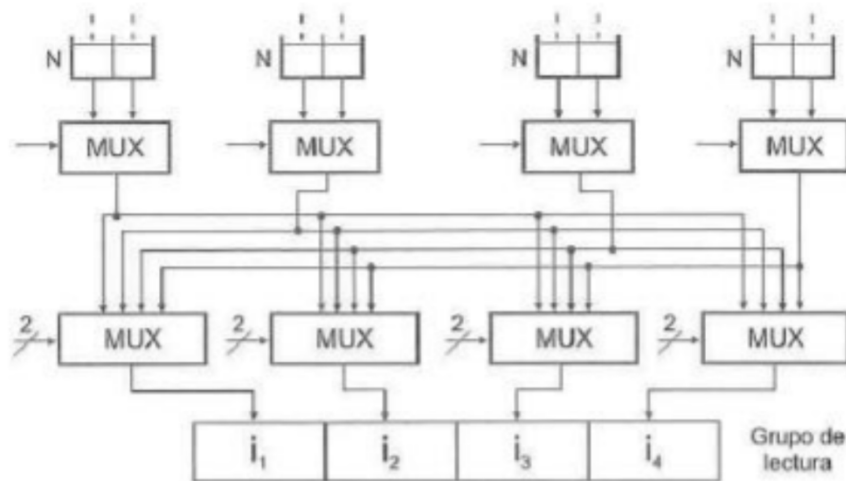 N N N N
MUX MUX MUX MUX
2 MUX 2 MUX 2 MUX 2 MUX
i₁ i₂ i₃ i₄ Grupo de
lectura